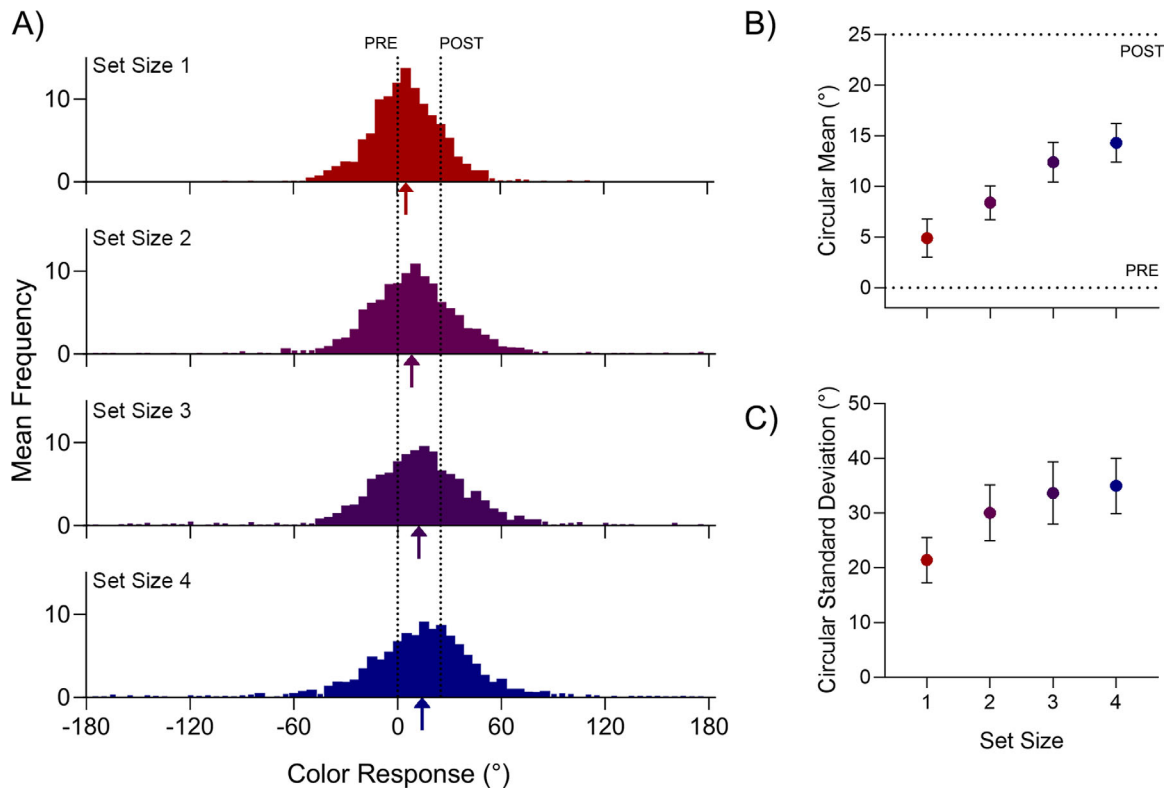 A)
PRE
POST
Set Size 1
10
0
Set Size 2
10
0
Set Size 3
10
0
Set Size 4
10
0
-180
-120
-60
0
60
120
180
Mean Frequency
Color Response (°)
B)
25
20
15
10
5
0
POST
PRE
Circular Mean (°)
C)
50
40
30
20
10
0
Circular Standard Deviation (°)
1
2
3
4
Set Size